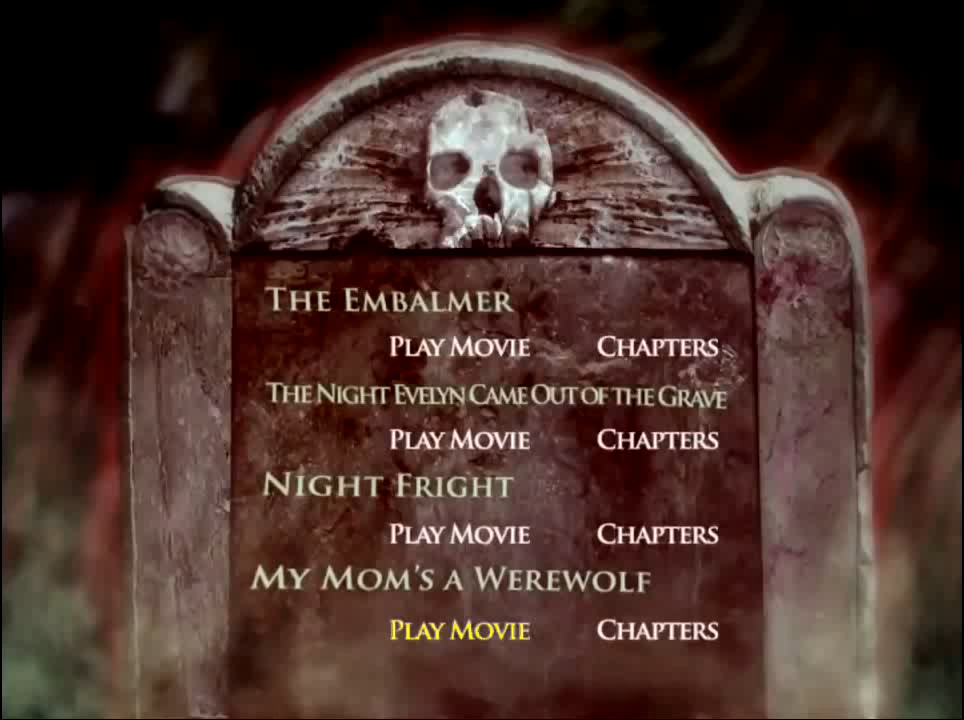 The Embalmer
Play Movie Chapters
The Night Evelyn Came Out of the Grave
Play Movie Chapters
Night Fright
Play Movie Chapters
My Mom's a Werewolf
Play Movie Chapters